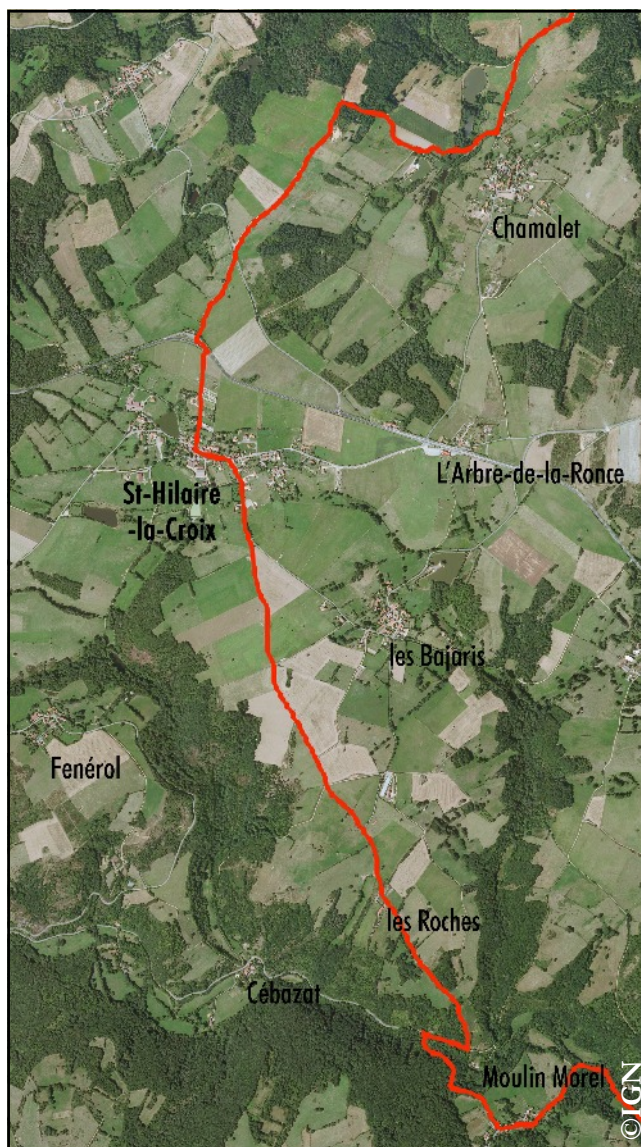 Chamalet
L'Arbre-de-la-Ronce
St-Hilaire
-la-Croix
les Bajaris
Fenérol
les Roches
Cébazat
Moulin Morel
©IGN